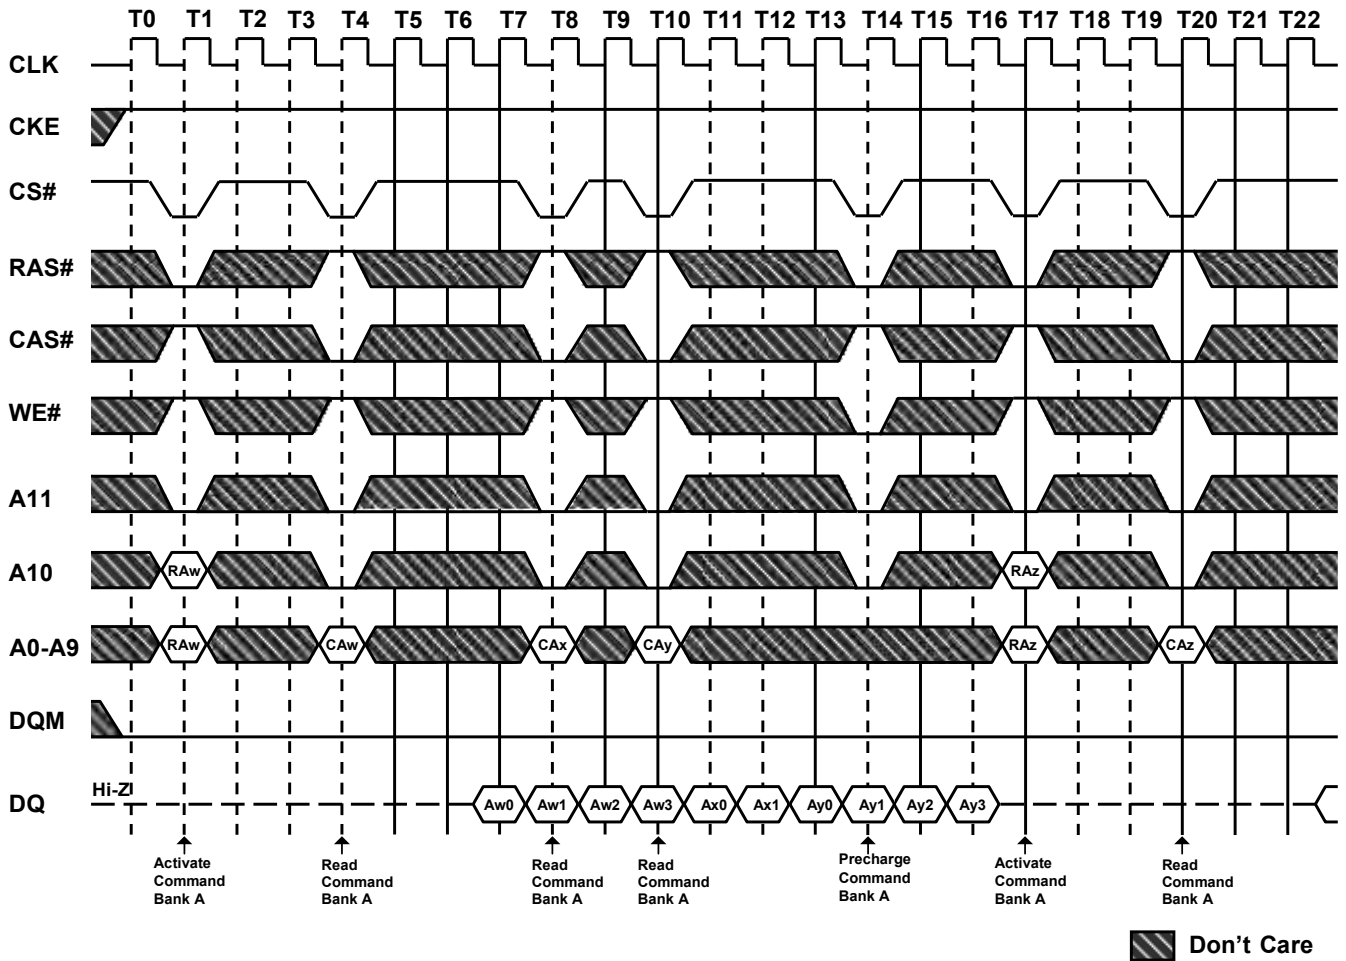 T0 T1 T2 T3 T4 T5 T6 T7 T8 T9 T10 T11 T12 T13 T14 T15 T16 T17 T18 T19 T20 T21 T22
CLK
CKE
CS#
RAS#
CAS#
WE#
A11
A10 RAw RAz
A0-A9 RAw CAw CAx CAy RAz CAz
DQM
DQ Hi-Z Aw0 Aw1 Aw2 Aw3 Ax0 Ax1 Ay0 Ay1 Ay2 Ay3
Activate
Command
Bank A
Read
Command
Bank A
Read
Command
Bank A
Read
Command
Bank A
Precharge
Command
Bank A
Activate
Command
Bank A
Read
Command
Bank A
Don't Care